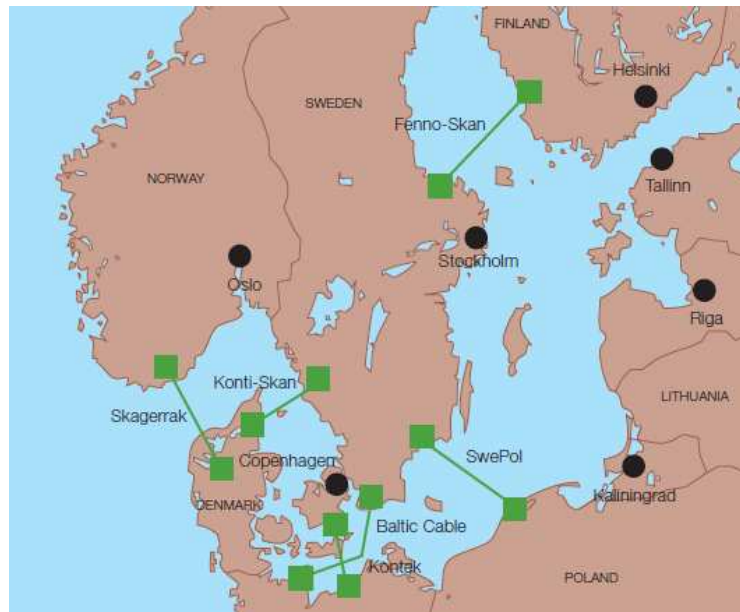 FINLAND
Helsinki
SWEDEN
Fenno-Skan
NORWAY
Tallinn
Stockholm
Oslo
Riga
Konti-Skan
LITHUANIA
Skagerrak
SwePol
Copenhagen
Kaliningrad
DENMARK
Baltic Cable
Kontek
POLAND